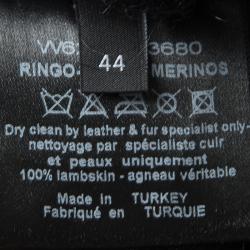 W62 3680
44
RINGO- MERINOS
Dry clean by leather & fur specialist only-
nettoyage par spécialiste cuir
et peaux uniquement
100% lambskin - agneau véritable
Made in TURKEY
Fabriqué en TURQUIE